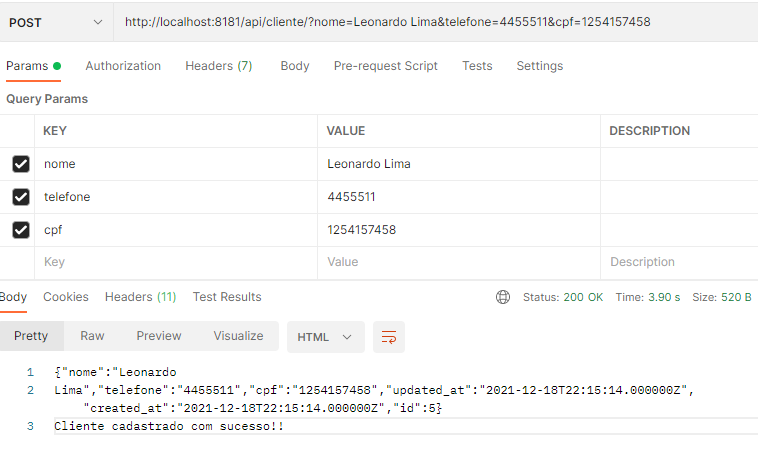 POST http://localhost:8181/api/cliente/?nome=Leonardo Lima&telefone=4455511&cpf=1254157458
Params Authorization Headers (7) Body Pre-request Script Tests Settings
Query Params
KEY VALUE DESCRIPTION
nome Leonardo Lima
telefone 4455511
cpf 1254157458
Key Value Description
Body Cookies Headers (11) Test Results Status: 200 OK Time: 3.90 s Size: 520 B
Pretty Raw Preview Visualize HTML
1 {"nome":"Leonardo
2 Lima","telefone":"4455511","cpf":"1254157458","updated_at":"2021-12-18T22:15:14.000000Z",
"created_at":"2021-12-18T22:15:14.000000Z","id":5}
3 Cliente cadastrado com sucesso!!